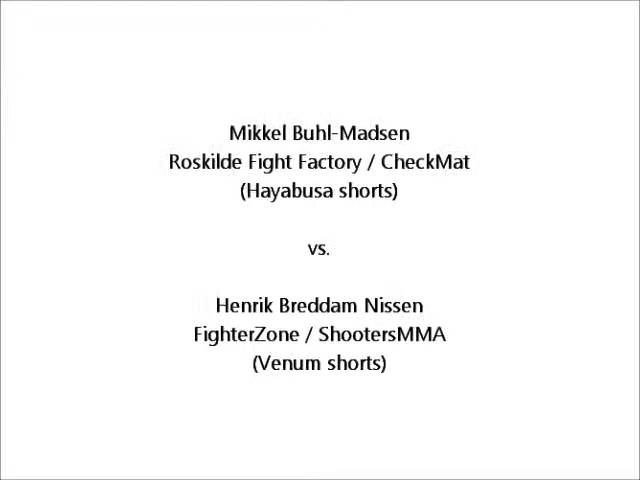 Mikkel Buhl-Madsen
Roskilde Fight Factory / CheckMat
(Hayabusa shorts)
vs.
Henrik Breddam Nissen
FighterZone / ShootersMMA
(Venum shorts)